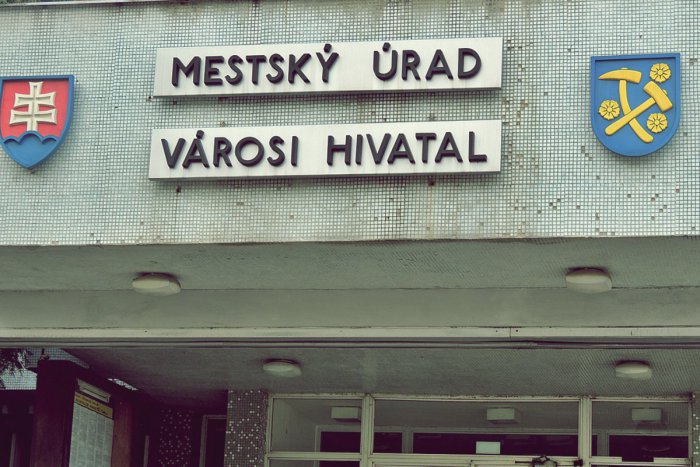 MESTSKÝ ÚRAD
VÁROSI HIVATAL